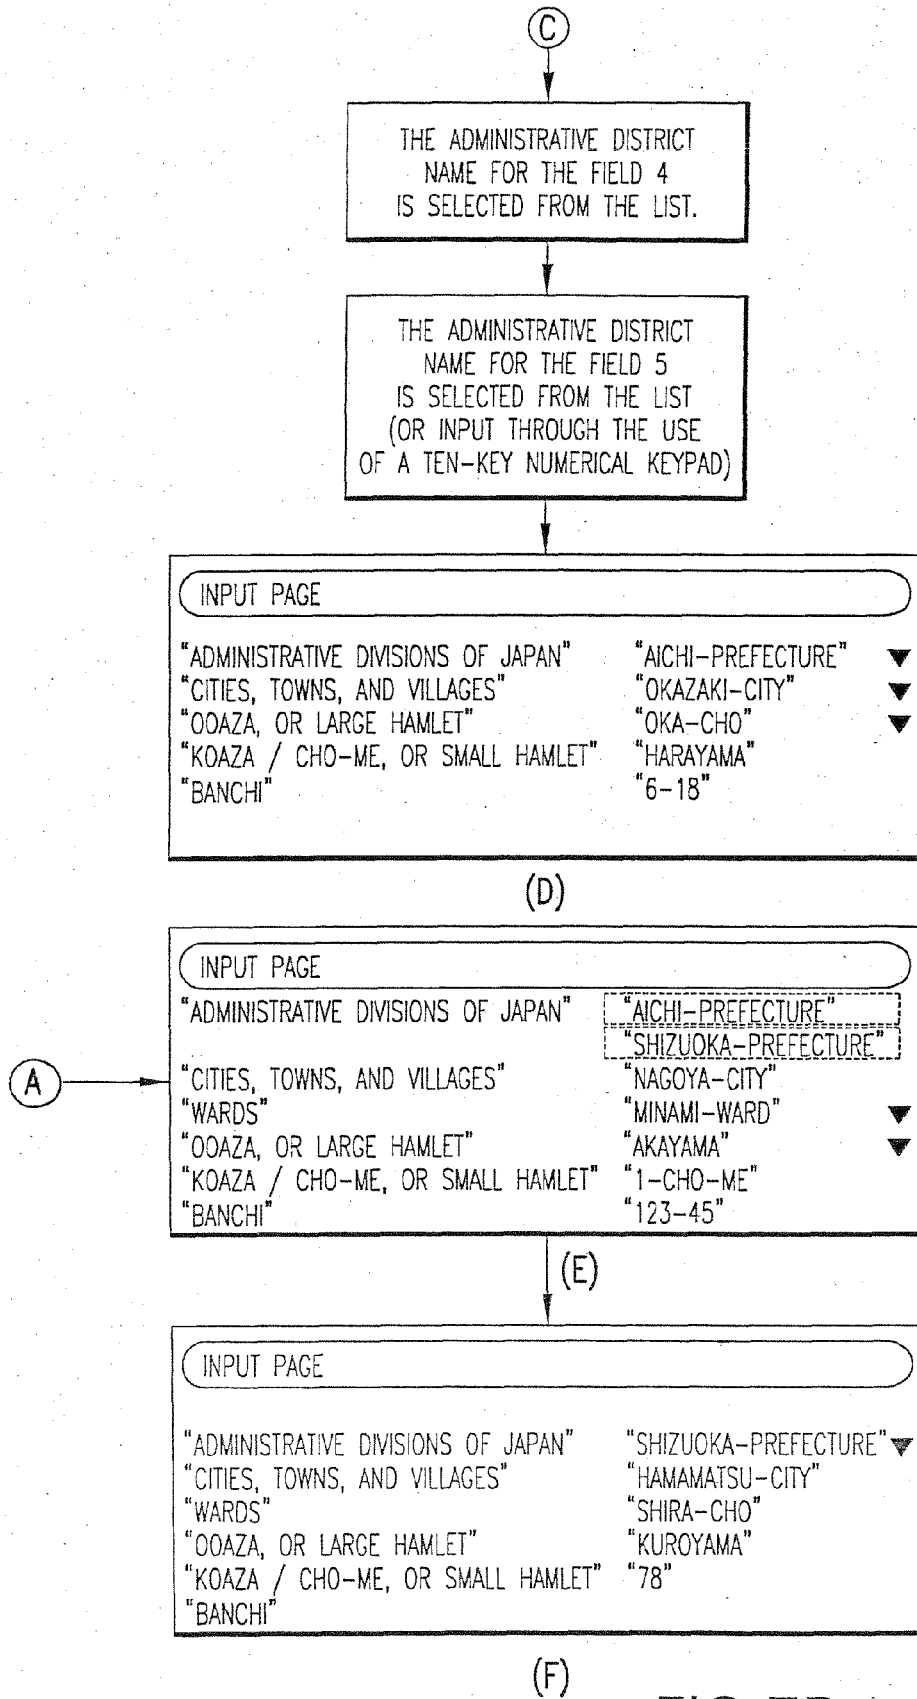 C
THE ADMINISTRATIVE DISTRICT
NAME FOR THE FIELD 4
IS SELECTED FROM THE LIST.
THE ADMINISTRATIVE DISTRICT
NAME FOR THE FIELD 5
IS SELECTED FROM THE LIST
(OR INPUT THROUGH THE USE
OF A TEN-KEY NUMERICAL KEYPAD)
INPUT PAGE
"ADMINISTRATIVE DIVISIONS OF JAPAN" "AICHI-PREFECTURE" ▼
"CITIES, TOWNS, AND VILLAGES" "OKAZAKI-CITY" ▼
"OOAZA, OR LARGE HAMLET" "OKA-CHO" ▼
"KOAZA / CHO-ME, OR SMALL HAMLET" "HARAYAMA"
"BANCHI" "6-18"
(D)
INPUT PAGE
"ADMINISTRATIVE DIVISIONS OF JAPAN" "AICHI-PREFECTURE"
"SHIZUOKA-PREFECTURE"
A
"CITIES, TOWNS, AND VILLAGES" "NAGOYA-CITY"
"WARDS" "MINAMI-WARD" ▼
"OOAZA, OR LARGE HAMLET" "AKAYAMA" ▼
"KOAZA / CHO-ME, OR SMALL HAMLET" "1-CHO-ME"
"BANCHI" "123-45"
(E)
INPUT PAGE
"ADMINISTRATIVE DIVISIONS OF JAPAN" "SHIZUOKA-PREFECTURE" ▼
"CITIES, TOWNS, AND VILLAGES" "HAMAMATSU-CITY"
"WARDS" "SHIRA-CHO"
"OOAZA, OR LARGE HAMLET" "KUROYAMA"
"KOAZA / CHO-ME, OR SMALL HAMLET" "78"
"BANCHI"
(F)